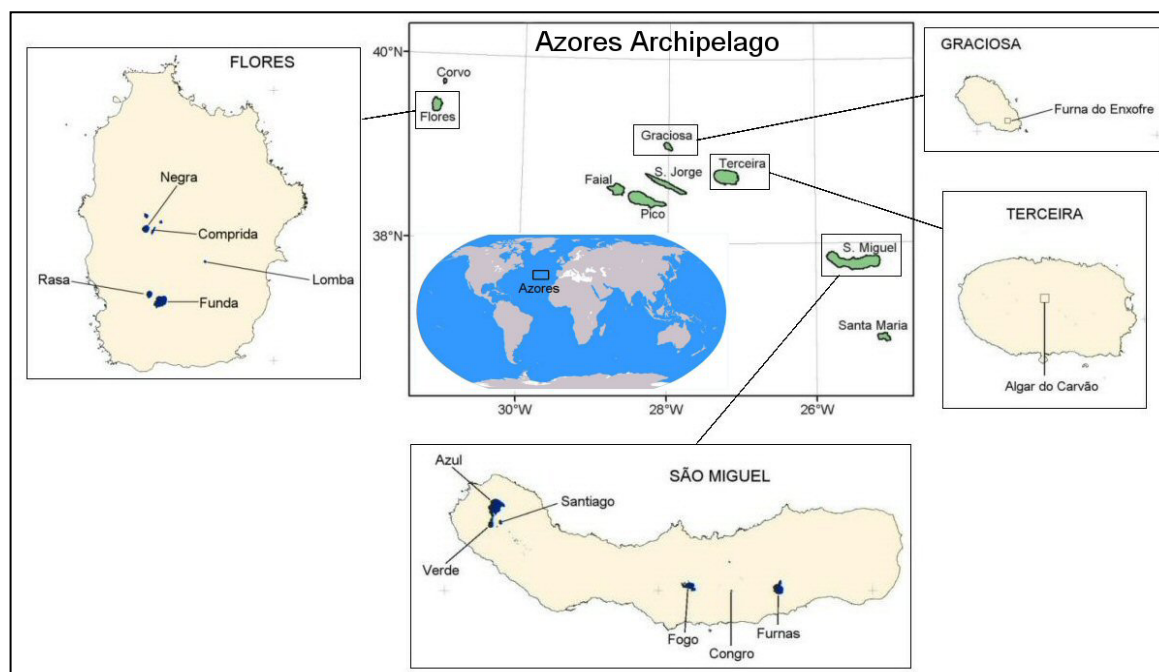 Azores Archipelago
40°N
38°N
30°W
28°W
26°W
Corvo
Flores
Graciosa
Terceira
S. Jorge
Faial
Pico
S. Miguel
Santa Maria
Azores
FLORES
Negra
Comprida
Rasa
Lomba
Funda
GRACIOSA
Furna do Enxofre
TERCEIRA
Algar do Carvão
SÃO MIGUEL
Azul
Santiago
Verde
Fogo
Congro
Furnas